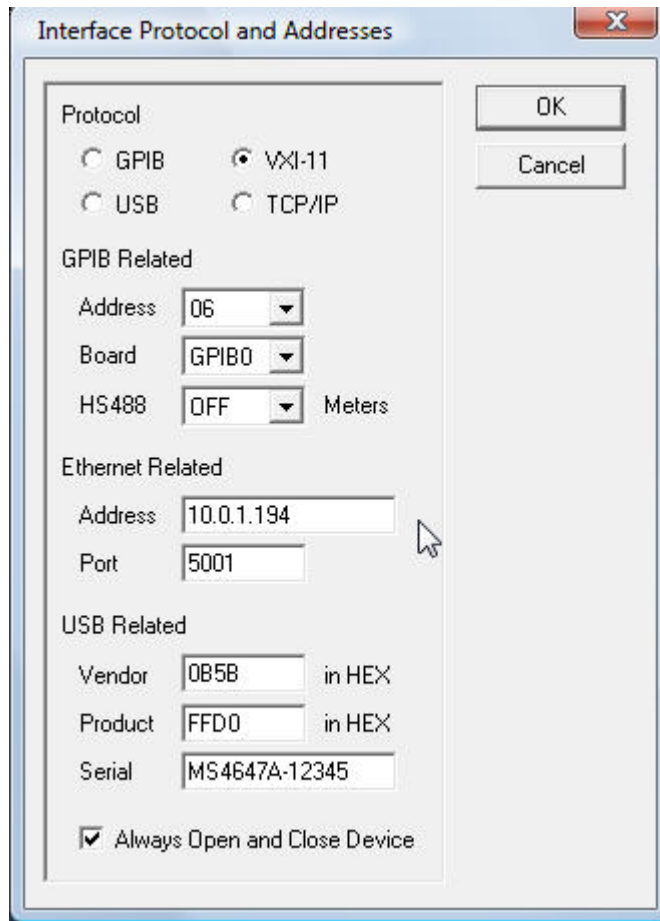 Interface Protocol and Addresses
Protocol
GPIB VXI-11
USB TCP/IP
GPIB Related
Address 06
Board GPIB0
HS488 OFF Meters
Ethernet Related
Address 10.0.1.194
Port 5001
USB Related
Vendor 0B5B in HEX
Product FFD0 in HEX
Serial MS4647A-12345
Always Open and Close Device
OK
Cancel